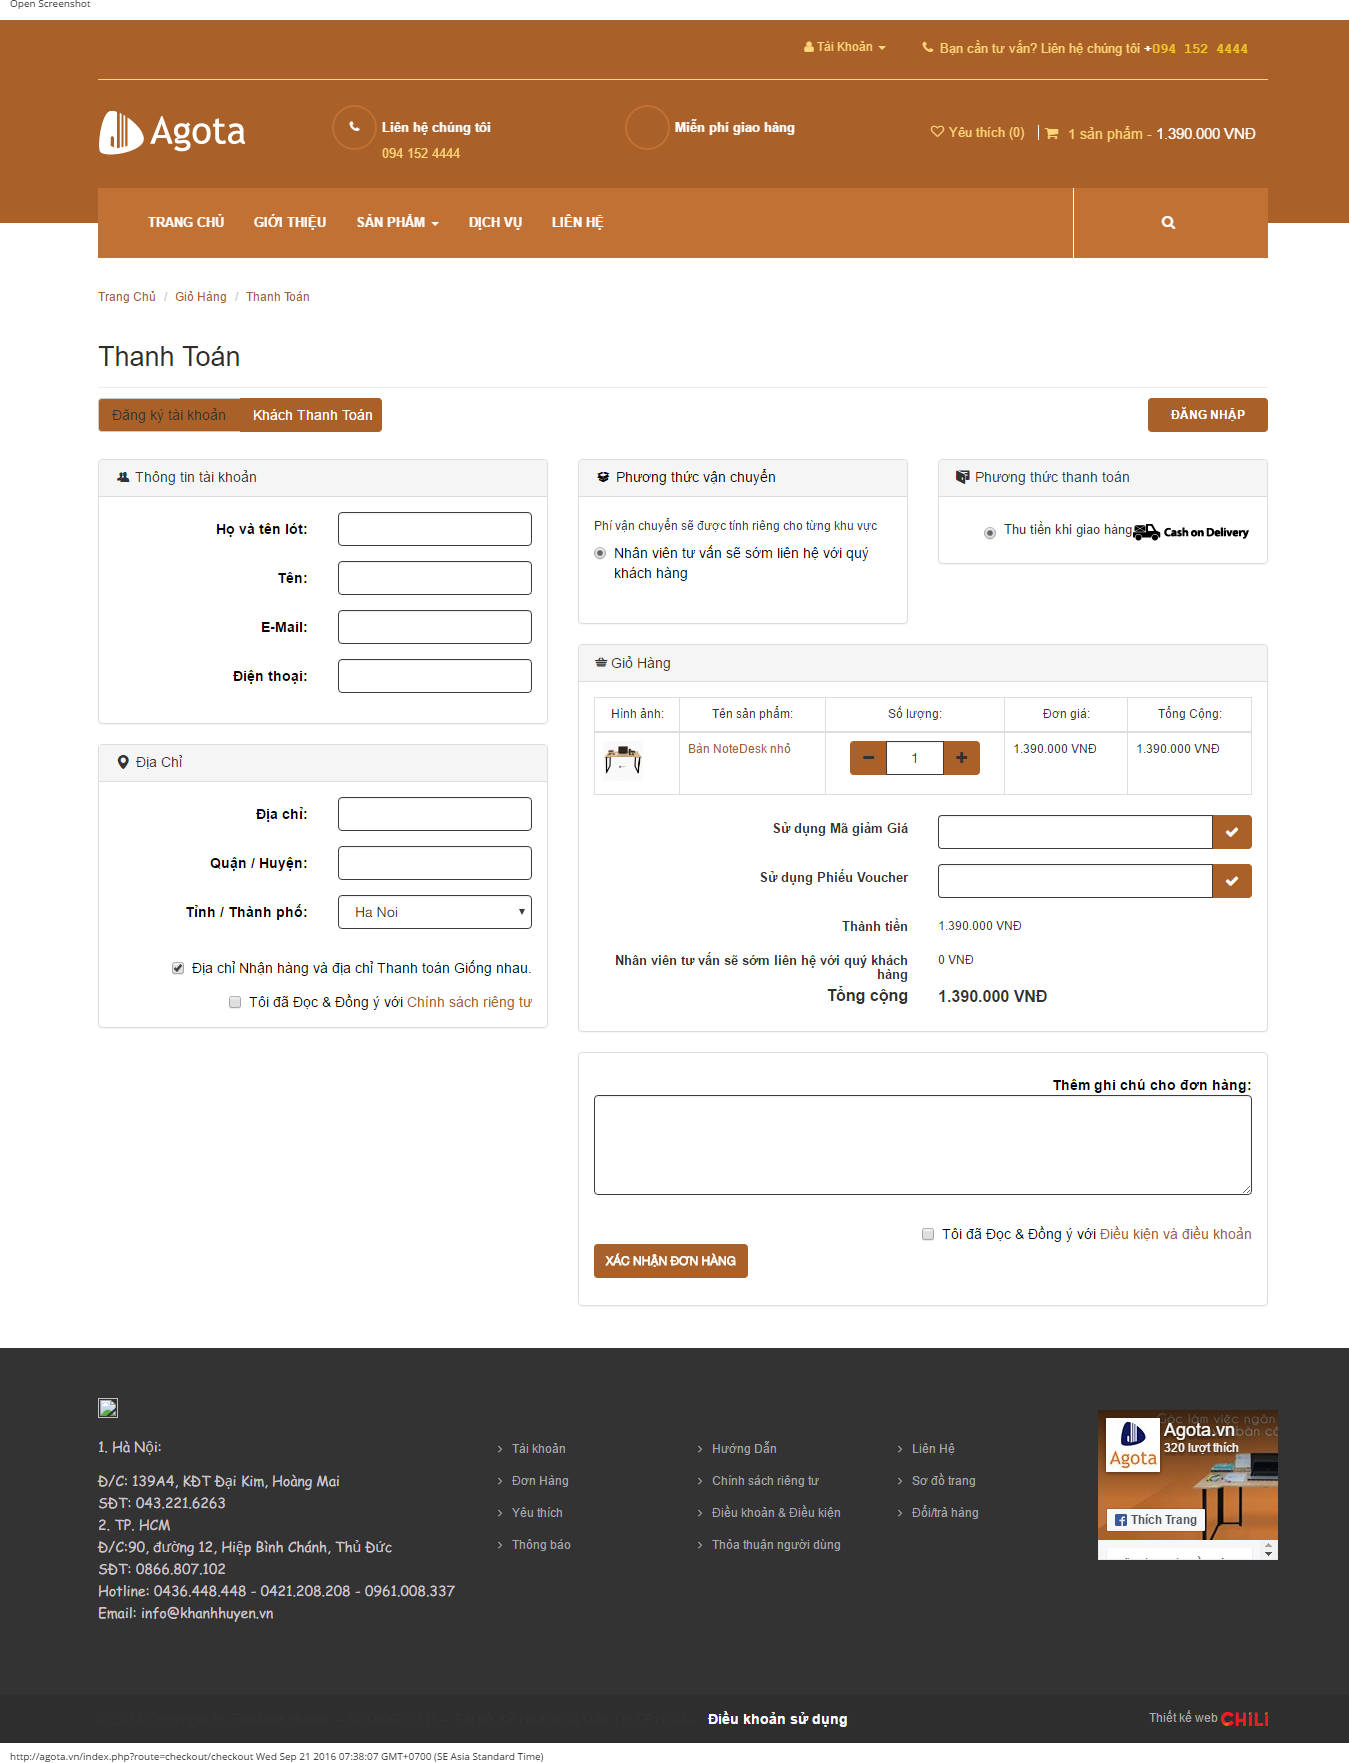 Open Screenshot
Tài Khoản
Bạn cần tư vấn? Liên hệ chúng tôi +094 152 4444
Agota
Liên hệ chúng tôi
094 152 4444
Miễn phí giao hàng
Yêu thích (0)
1 sản phẩm - 1.390.000 VNĐ
TRANG CHỦ
GIỚI THIỆU
SẢN PHẨM
DỊCH VỤ
LIÊN HỆ
Trang Chủ / Giỏ Hàng / Thanh Toán
Thanh Toán
Đăng ký tài khoản
Khách Thanh Toán
ĐĂNG NHẬP
Thông tin tài khoản
Họ và tên lót:
Tên:
E-Mail:
Điện thoại:
Địa Chỉ
Địa chỉ:
Quận / Huyện:
Tỉnh / Thành phố:
Ha Noi
Địa chỉ Nhận hàng và địa chỉ Thanh toán Giống nhau.
Tôi đã Đọc & Đồng ý với Chính sách riêng tư
Phương thức vận chuyển
Phí vận chuyển sẽ được tính riêng cho từng khu vực
Nhân viên tư vấn sẽ sớm liên hệ với quý
khách hàng
Phương thức thanh toán
Thu tiền khi giao hàng
Cash on Delivery
Giỏ Hàng
Hình ảnh:
Tên sản phẩm:
Số lượng:
Đơn giá:
Tổng Cộng:
Bàn NoteDesk nhỏ
1
1.390.000 VNĐ
1.390.000 VNĐ
Sử dụng Mã giảm Giá
Sử dụng Phiếu Voucher
Thành tiền
1.390.000 VNĐ
Nhân viên tư vấn sẽ sớm liên hệ với quý khách
hàng
0 VNĐ
Tổng cộng
1.390.000 VNĐ
Thêm ghi chú cho đơn hàng:
Tôi đã Đọc & Đồng ý với Điều kiện và điều khoản
XÁC NHẬN ĐƠN HÀNG
1. Hà Nội:
Đ/C: 139A4, KĐT Đại Kim, Hoàng Mai
SĐT: 043.221.6263
2. TP. HCM
Đ/C:90, đường 12, Hiệp Bình Chánh, Thủ Đức
SĐT: 0866.807.102
Hotline: 0436.448.448 - 0421.208.208 - 0961.008.337
Email: info@khanhhuyen.vn
Tài khoản
Đơn Hàng
Yêu thích
Thông báo
Hướng Dẫn
Chính sách riêng tư
Điều khoản & Điều kiện
Thỏa thuận người dùng
Liên Hệ
Sơ đồ trang
Đổi/trả hàng
Góc làm việc ngăn
Agota.vn
320 lượt thích
Agota
Thích Trang
Điều khoản sử dụng
Thiết kế web CHILI
http://agota.vn/index.php?route=checkout/checkout Wed Sep 21 2016 07:38:07 GMT+0700 (SE Asia Standard Time)